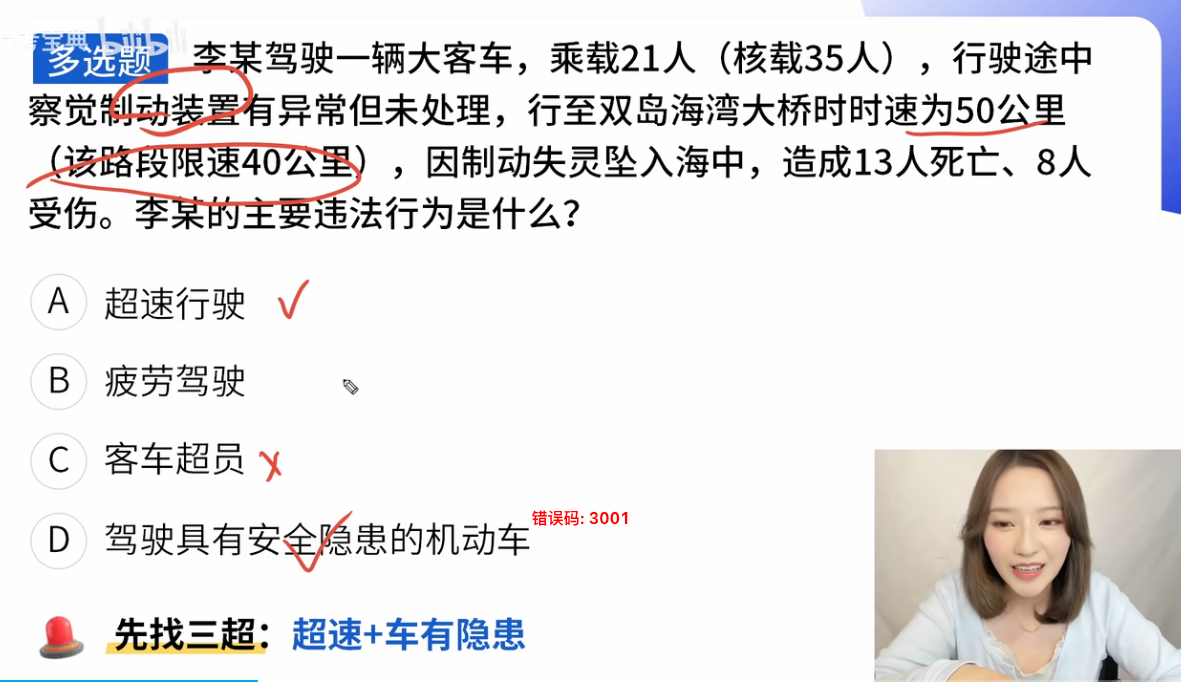 考宝典 bilibili
多选题 李某驾驶一辆大客车，乘载21人（核载35人），行驶途中
察觉制动装置有异常但未处理，行至双岛海湾大桥时时速为50公里
（该路段限速40公里），因制动失灵坠入海中，造成13人死亡、8人
受伤。李某的主要违法行为是什么？
A 超速行驶
B 疲劳驾驶
C 客车超员
D 驾驶具有安全隐患的机动车
错误码: 3001
先找三超：超速+车有隐患